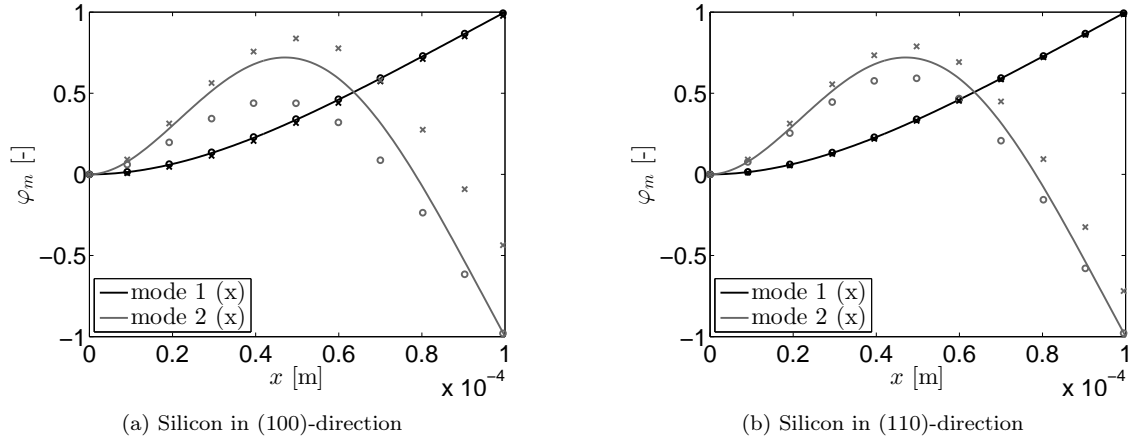 1
0.5
0
−0.5
−1
φm [-]
mode 1 (x)
mode 2 (x)
0 0.2 0.4 0.6 0.8 1
x [m]
x 10⁻⁴
(a) Silicon in (100)-direction
1
0.5
0
−0.5
−1
φm [-]
mode 1 (x)
mode 2 (x)
0 0.2 0.4 0.6 0.8 1
x [m]
x 10⁻⁴
(b) Silicon in (110)-direction